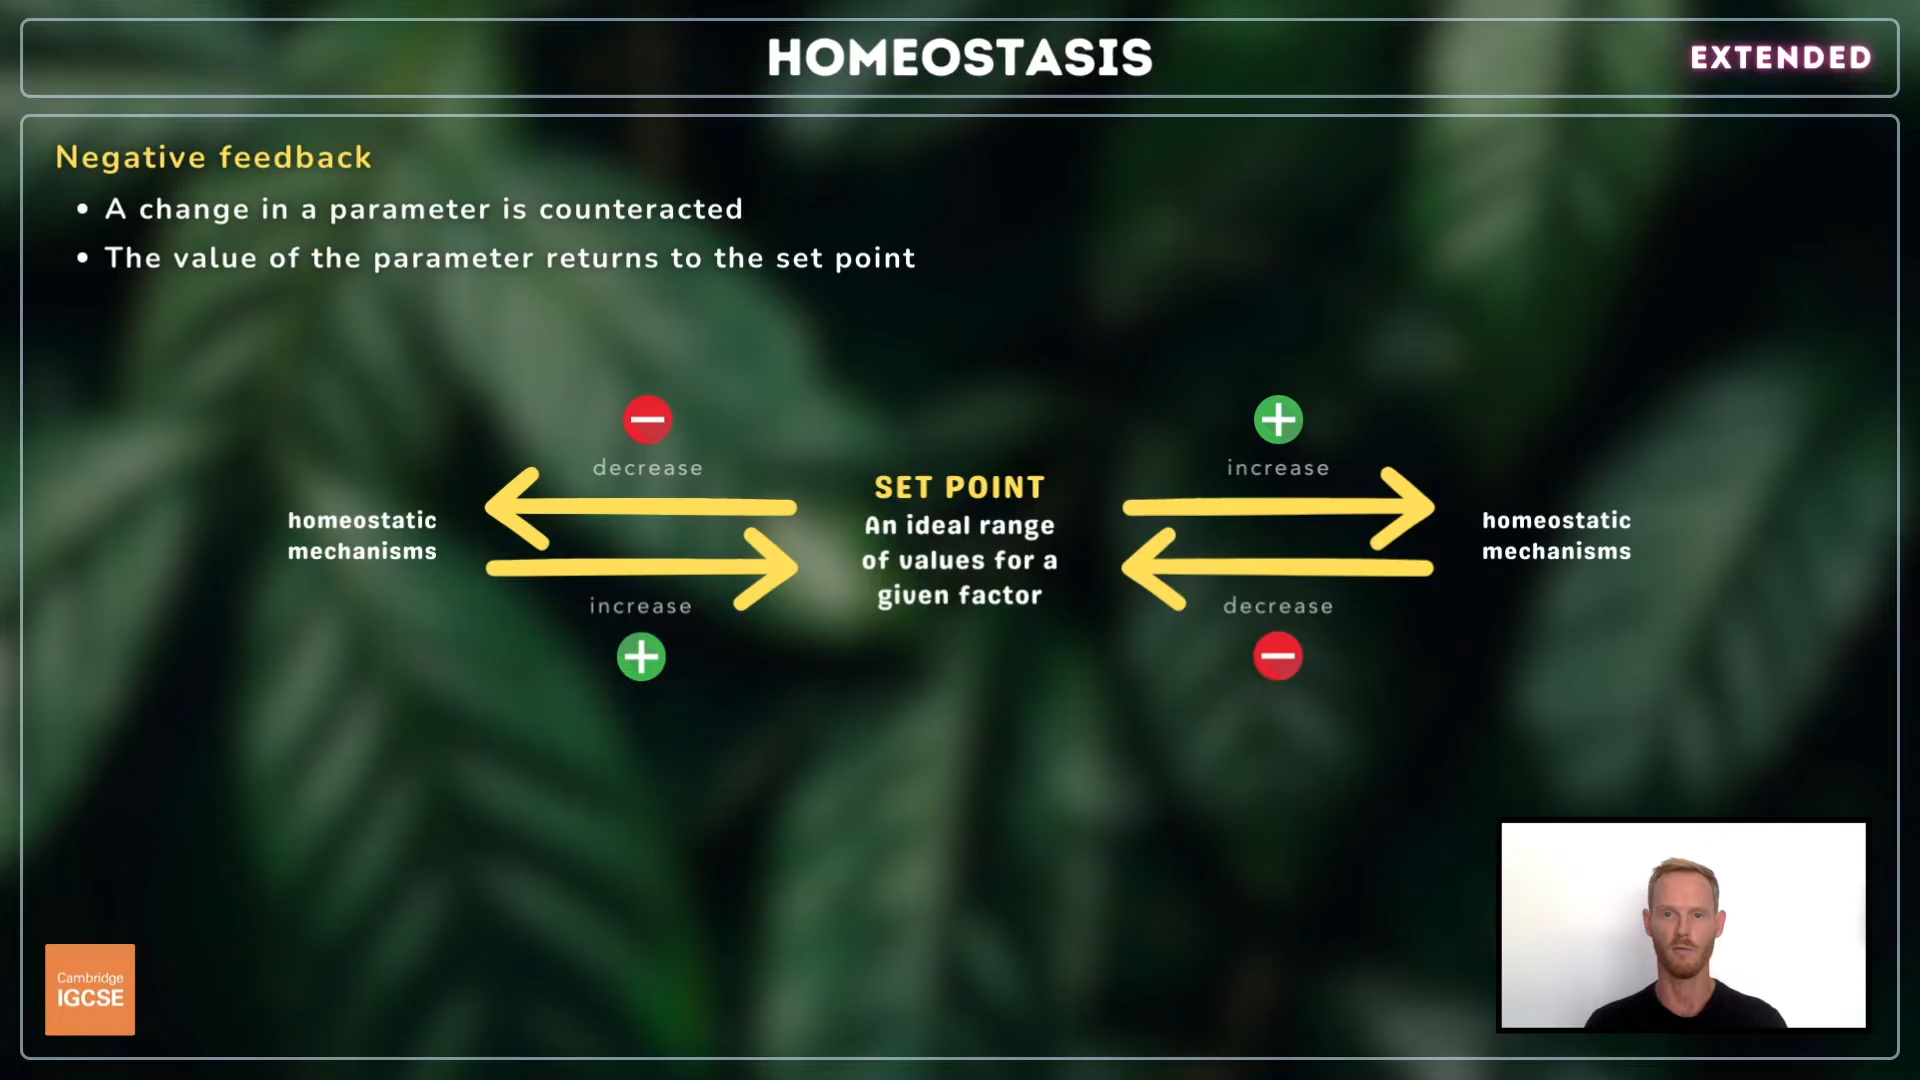 HOMEOSTASIS
EXTENDED
Negative feedback
• A change in a parameter is counteracted
• The value of the parameter returns to the set point
decrease
homeostatic
mechanisms
increase
SET POINT
An ideal range
of values for a
given factor
increase
homeostatic
mechanisms
decrease
Cambridge
IGCSE